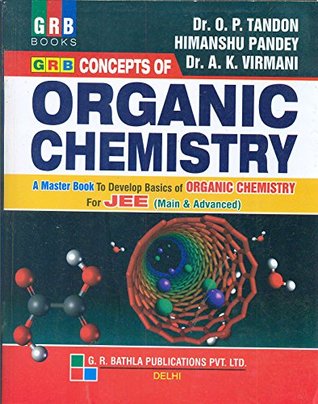 GRB
BOOKS
Dr. O. P. TANDON
HIMANSHU PANDEY
Dr. A. K. VIRMANI
GRB CONCEPTS OF
ORGANIC
CHEMISTRY
A Master Book To Develop Basics of ORGANIC CHEMISTRY
For JEE (Main & Advanced)
G. R. BATHLA PUBLICATIONS PVT. LTD.
DELHI